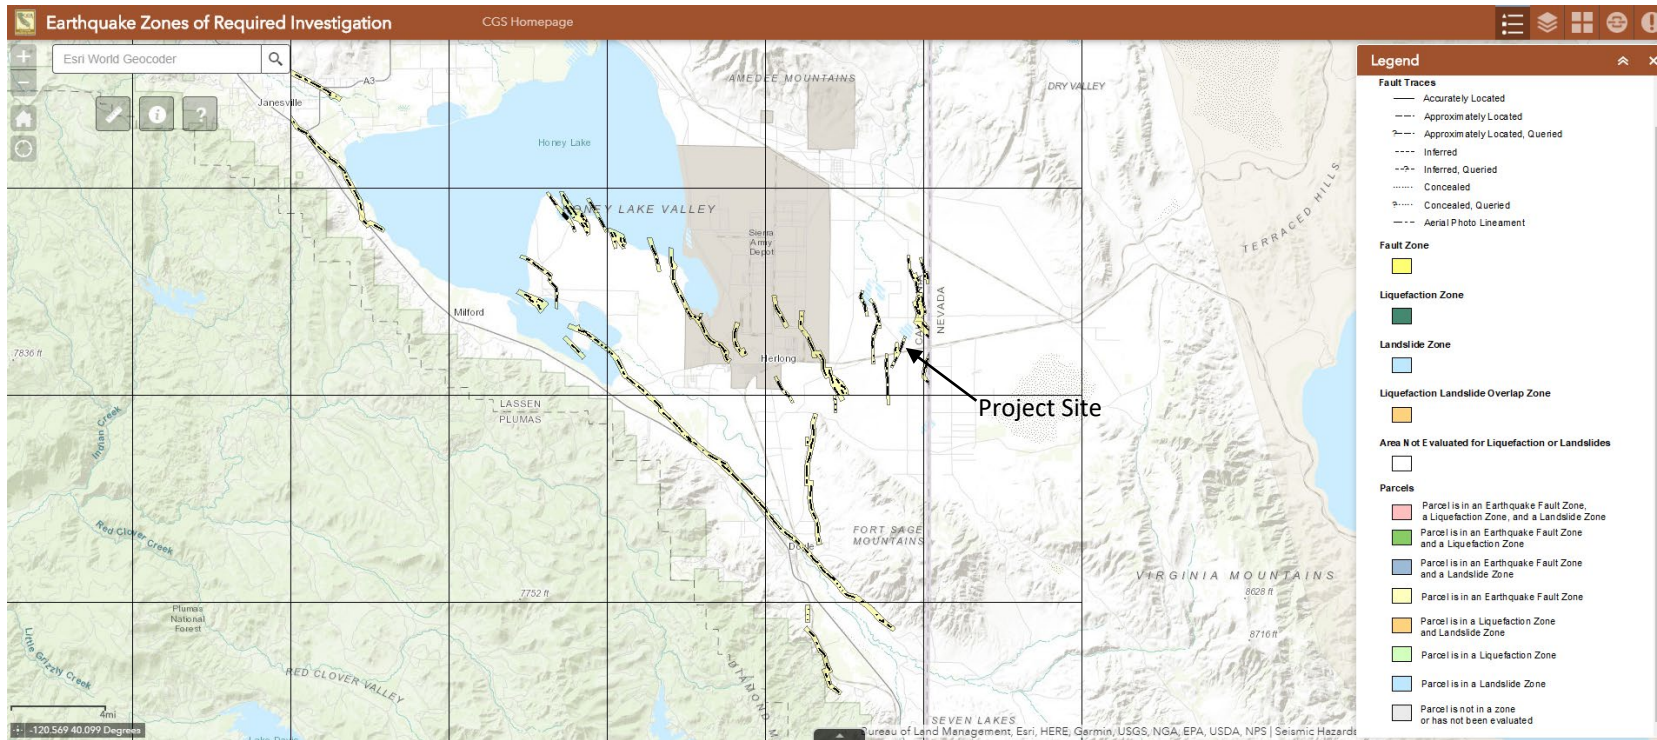 Earthquake Zones of Required Investigation
CGS Homepage
Esri World Geocoder
A3
Janesville
AMEDEE MOUNTAINS
DRY VALLEY
Honey Lake
HONEY LAKE VALLEY
Sierra
Army
Depot
TERRACED HILLS
Milford
NEVADA
7836 ft
Herlong
Project Site
LASSEN
PLUMAS
Indian Creek
Red Clover Creek
FORT SAGE
MOUNTAINS
Doyle
VIRGINIA MOUNTAINS
7752 ft
8628 ft
Plumas
National
Forest
8716 ft
Little Grizzly Creek
RED CLOVER VALLEY
SEVEN LAKES
4mi
-120.569 40.099 Degrees
Bureau of Land Management, Esri, HERE, Garmin, USGS, NGA, EPA, USDA, NPS | Seismic Hazards
Legend
Fault Traces
Accurately Located
Approximately Located
Approximately Located, Queried
Inferred
Inferred, Queried
Concealed
Concealed, Queried
Aerial Photo Lineament
Fault Zone
Liquefaction Zone
Landslide Zone
Liquefaction Landslide Overlap Zone
Area Not Evaluated for Liquefaction or Landslides
Parcels
Parcel is in an Earthquake Fault Zone,
a Liquefaction Zone, and a Landslide Zone
Parcel is in an Earthquake Fault Zone
and a Liquefaction Zone
Parcel is in an Earthquake Fault Zone
and a Landslide Zone
Parcel is in an Earthquake Fault Zone
Parcel is in a Liquefaction Zone
and Landslide Zone
Parcel is in a Liquefaction Zone
Parcel is in a Landslide Zone
Parcel is not in a zone
or has not been evaluated